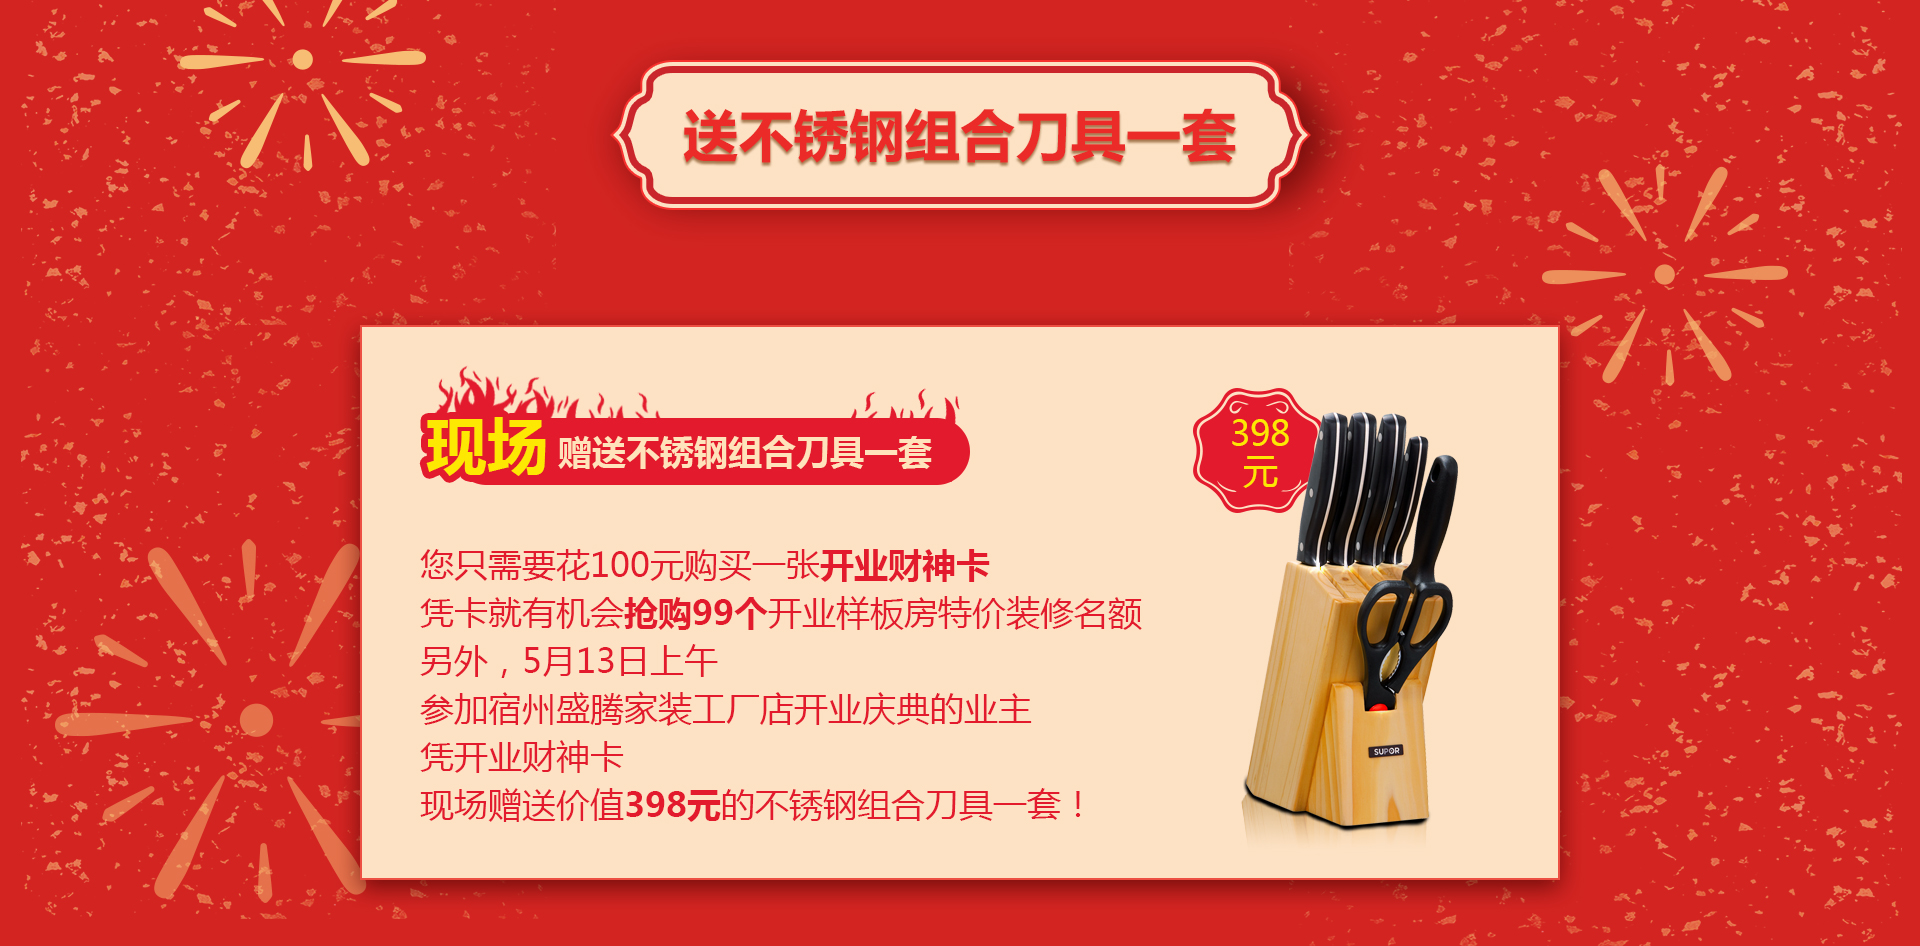 送不锈钢组合刀具一套
现场 赠送不锈钢组合刀具一套
398
元
您只需要花100元购买一张开业财神卡
凭卡就有机会抢购99个开业样板房特价装修名额
另外，5月13日上午
参加宿州盛腾家装工厂店开业庆典的业主
凭开业财神卡
现场赠送价值398元的不锈钢组合刀具一套！
SUPOR